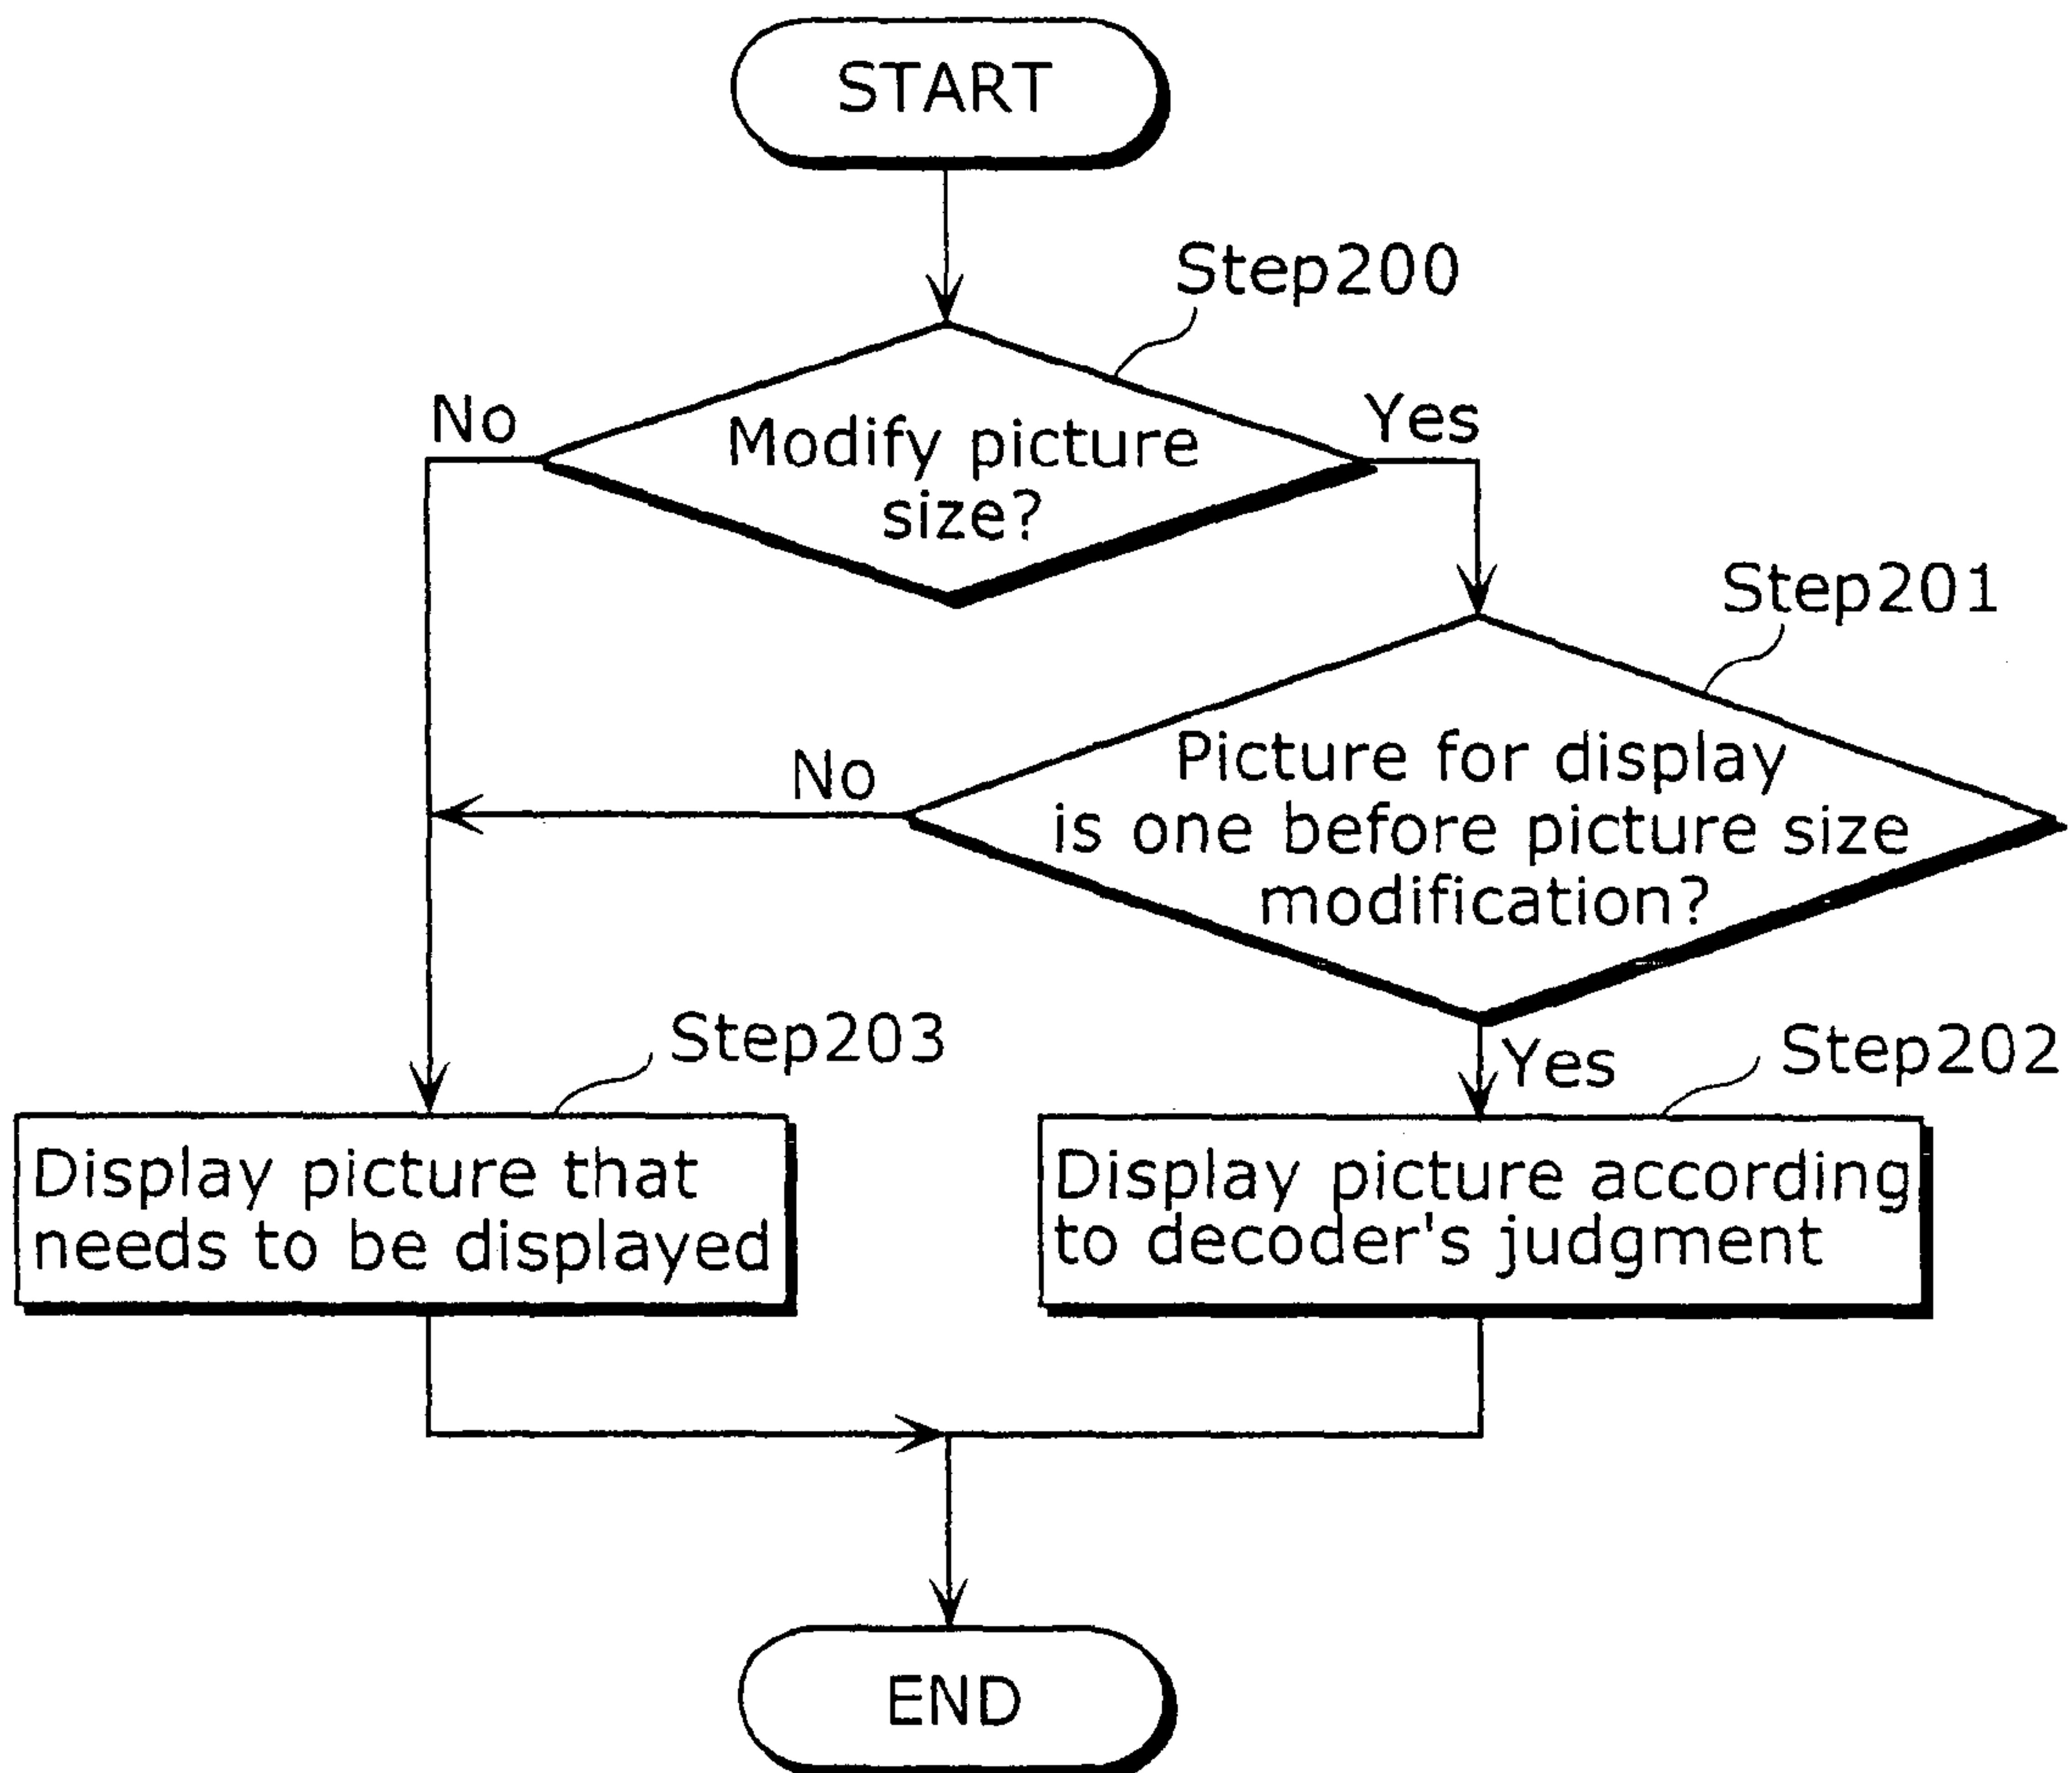 START
Step200
No
Yes
Modify picture
size?
Step201
No
Picture for display
is one before picture size
modification?
Step203
Yes
Step202
Display picture that
needs to be displayed
Display picture according
to decoder's judgment
END